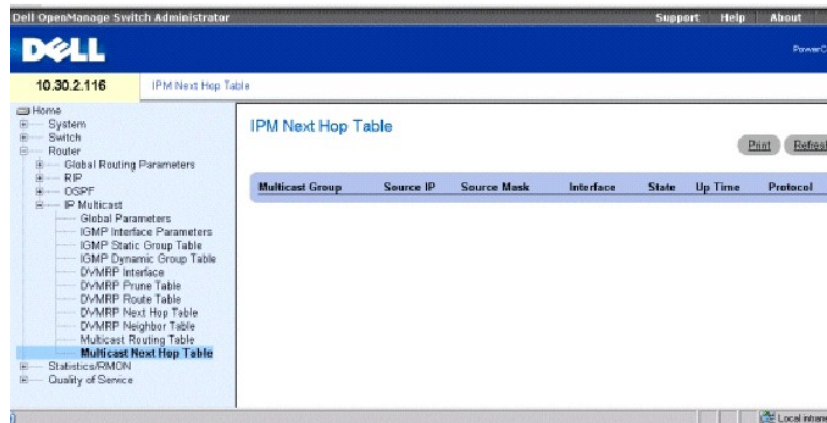 Dell OpenManage Switch Administrator Support Help About
DELL
10.30.2.116 IPM Next Hop Table
Home
System
Switch
Router
Global Routing Parameters
RIP
OSPF
IP Multicast
Global Parameters
IGMP Interface Parameters
IGMP Static Group Table
IGMP Dynamic Group Table
DVMRP Interface
DVMRP Prune Table
DVMRP Route Table
DVMRP Next Hop Table
DVMRP Neighbor Table
Multicast Routing Table
Multicast Next Hop Table
Statistics/RMON
Quality of Service
IPM Next Hop Table
Print Refresh
Multicast Group Source IP Source Mask Interface State Up Time Protocol
Local intrane